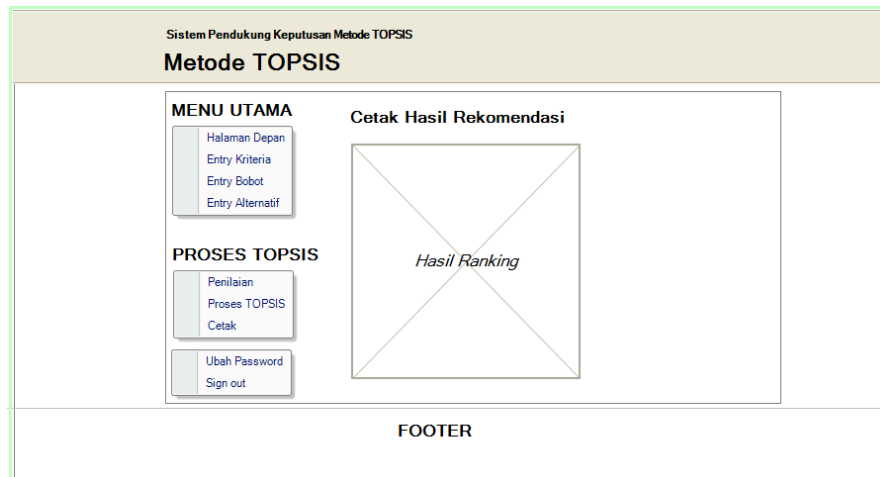 Sistem Pendukung Keputusan Metode TOPSIS
Metode TOPSIS
MENU UTAMA
Halaman Depan
Entry Kriteria
Entry Bobot
Entry Alternatif
PROSES TOPSIS
Penilaian
Proses TOPSIS
Cetak
Ubah Password
Sign out
Cetak Hasil Rekomendasi
Hasil Ranking
FOOTER